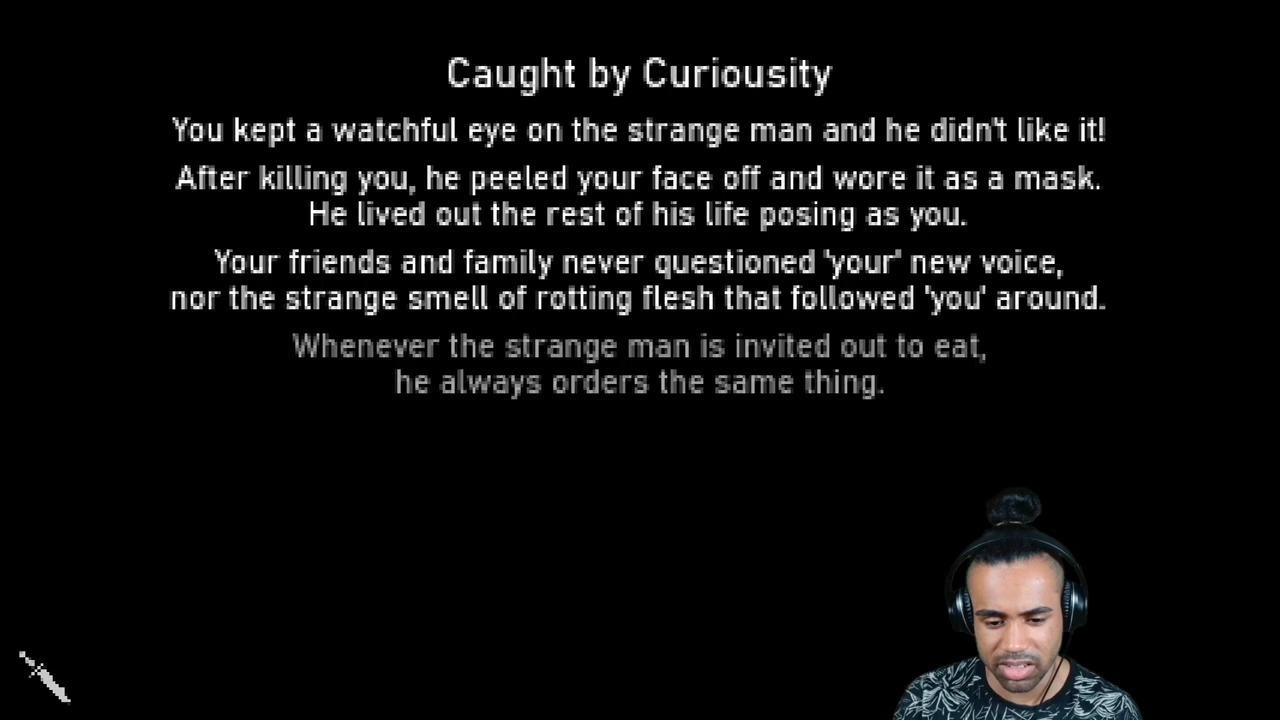 Caught by Curiousity
You kept a watchful eye on the strange man and he didn't like it!
After killing you, he peeled your face off and wore it as a mask.
He lived out the rest of his life posing as you.
Your friends and family never questioned 'your' new voice,
nor the strange smell of rotting flesh that followed 'you' around.
Whenever the strange man is invited out to eat,
he always orders the same thing.